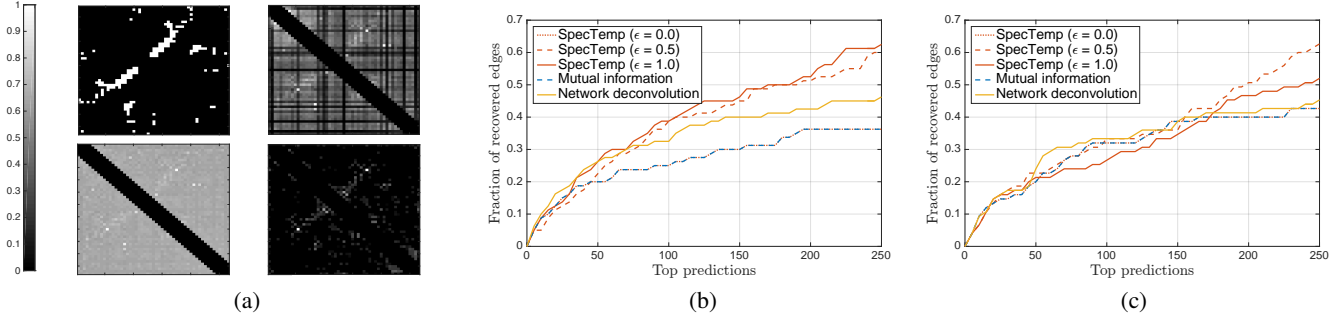 1
0.9
0.8
0.7
0.6
0.5
0.4
0.3
0.2
0.1
0
(a)
Fraction of recovered edges
0.7
0.6
0.5
0.4
0.3
0.2
0.1
0
SpecTemp (ϵ = 0.0)
SpecTemp (ϵ = 0.5)
SpecTemp (ϵ = 1.0)
Mutual information
Network deconvolution
0 50 100 150 200 250
Top predictions
(b)
Fraction of recovered edges
0.7
0.6
0.5
0.4
0.3
0.2
0.1
0
SpecTemp (ϵ = 0.0)
SpecTemp (ϵ = 0.5)
SpecTemp (ϵ = 1.0)
Mutual information
Network deconvolution
0 50 100 150 200 250
Top predictions
(c)